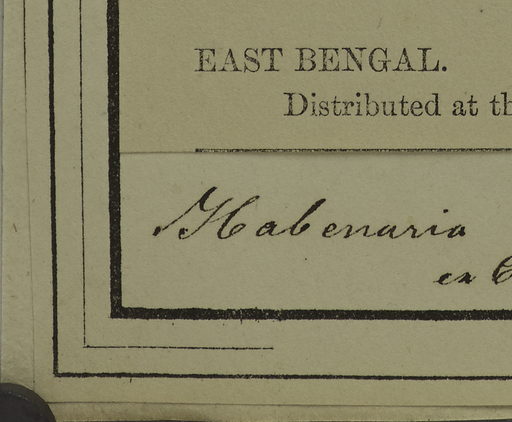 EAST BENGAL.
Distributed at th
Habenaria
ex